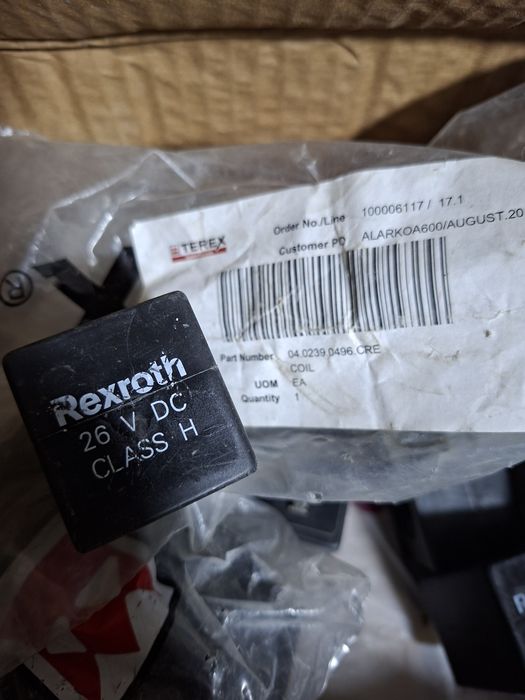 TEREX
Order No./Line 100006117 / 17.1
Customer PO ALARKOA600/AUGUST.20
Part Number 04.0239.0496.CRE
COIL
UOM EA
Quantity 1
®
Rexroth
26 V DC
CLASS H